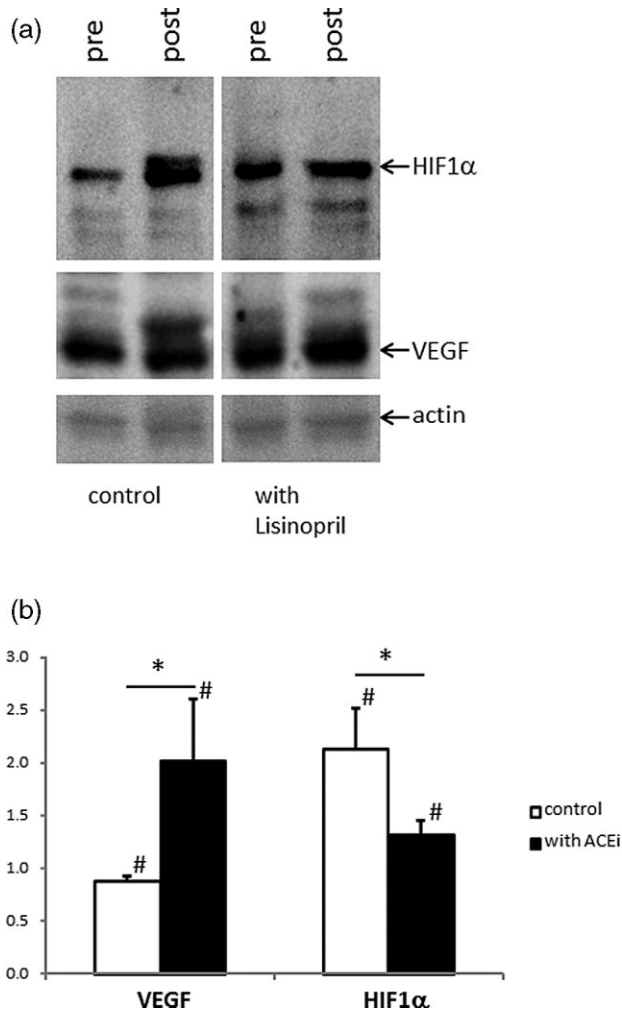 (a)
pre post pre post
HIF1α
VEGF
actin
control with
Lisinopril
(b)
3.0
2.5
2.0
1.5
1.0
0.5
0.0
* *
# # # #
control
with ACEi
VEGF HIF1α